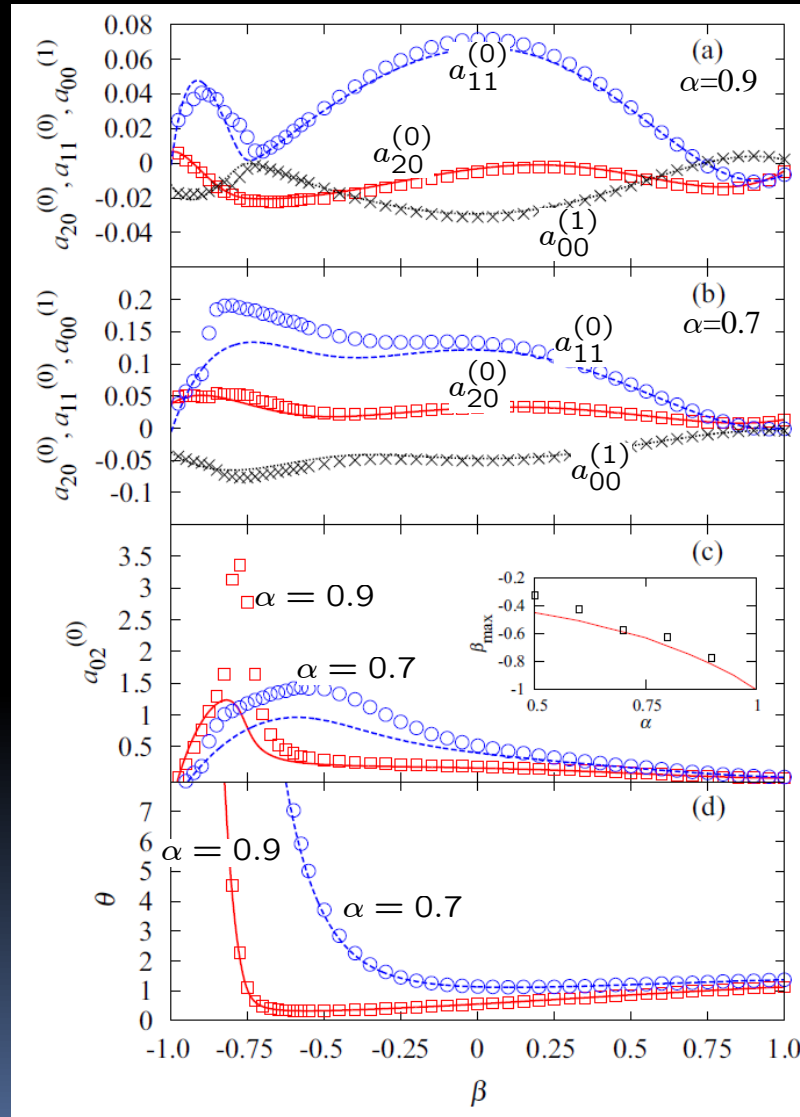 a₂₀⁽⁰⁾, a₁₁⁽⁰⁾, a₀₀⁽¹⁾
0.08
0.06
0.04
0.02
0
-0.02
-0.04
(a)
α=0.9
a₁₁⁽⁰⁾
a₂₀⁽⁰⁾
a₀₀⁽¹⁾
a₂₀⁽⁰⁾, a₁₁⁽⁰⁾, a₀₀⁽¹⁾
0.2
0.15
0.1
0.05
0
-0.05
-0.1
(b)
α=0.7
a₁₁⁽⁰⁾
a₂₀⁽⁰⁾
a₀₀⁽¹⁾
a₀₂⁽⁰⁾
3.5
3
2.5
2
1.5
1
0.5
(c)
α = 0.9
α = 0.7
βmax
-0.2
-0.4
-0.6
-0.8
-1
0.5 0.75 1
α
θ
7
6
5
4
3
2
1
0
(d)
α = 0.9
α = 0.7
-1.0 -0.75 -0.5 -0.25 0 0.25 0.5 0.75 1.0
β